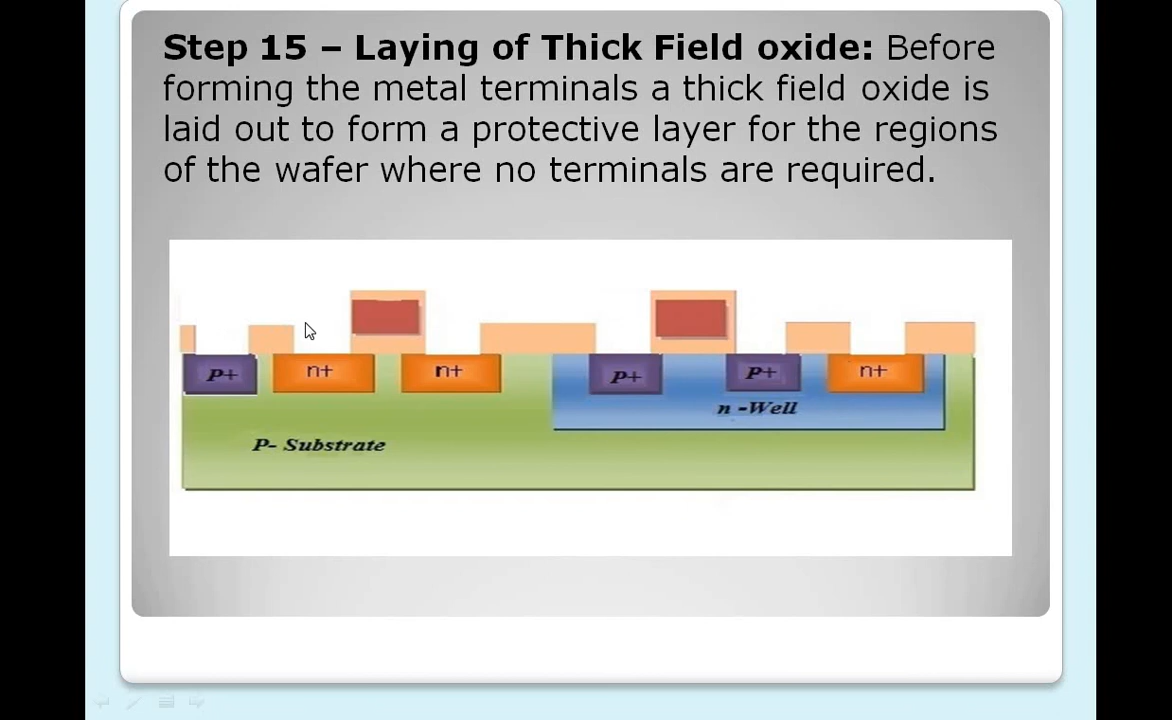 Step 15 – Laying of Thick Field oxide: Before
forming the metal terminals a thick field oxide is
laid out to form a protective layer for the regions
of the wafer where no terminals are required.
P+ n+ n+ P+ P+ n+
n -Well
P- Substrate